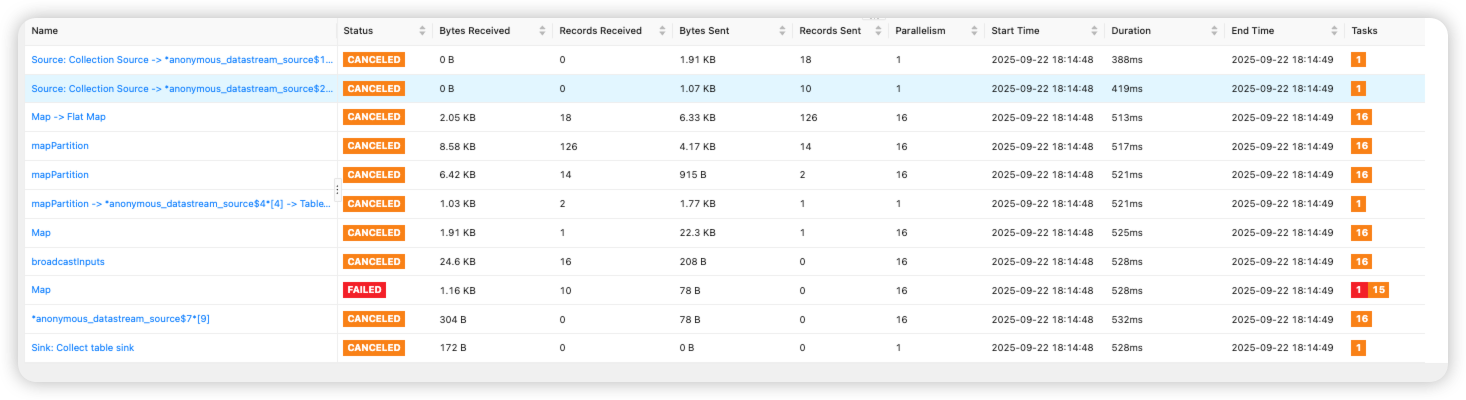 Name Status Bytes Received Records Received Bytes Sent Records Sent Parallelism Start Time Duration End Time Tasks
Source: Collection Source -> *anonymous_datastream_source$1... CANCELED 0 B 0 1.91 KB 18 1 2025-09-22 18:14:48 388ms 2025-09-22 18:14:49 1
Source: Collection Source -> *anonymous_datastream_source$2... CANCELED 0 B 0 1.07 KB 10 1 2025-09-22 18:14:48 419ms 2025-09-22 18:14:49 1
Map -> Flat Map CANCELED 2.05 KB 18 6.33 KB 126 16 2025-09-22 18:14:48 513ms 2025-09-22 18:14:49 16
mapPartition CANCELED 8.58 KB 126 4.17 KB 14 16 2025-09-22 18:14:48 517ms 2025-09-22 18:14:49 16
mapPartition CANCELED 6.42 KB 14 915 B 2 16 2025-09-22 18:14:48 521ms 2025-09-22 18:14:49 16
mapPartition -> *anonymous_datastream_source$4*[4] -> Table... CANCELED 1.03 KB 2 1.77 KB 1 1 2025-09-22 18:14:48 521ms 2025-09-22 18:14:49 1
Map CANCELED 1.91 KB 1 22.3 KB 1 16 2025-09-22 18:14:48 525ms 2025-09-22 18:14:49 16
broadcastInputs CANCELED 24.6 KB 16 208 B 0 16 2025-09-22 18:14:48 528ms 2025-09-22 18:14:49 16
Map FAILED 1.16 KB 10 78 B 0 16 2025-09-22 18:14:48 528ms 2025-09-22 18:14:49 1 15
*anonymous_datastream_source$7*[9] CANCELED 304 B 0 78 B 0 16 2025-09-22 18:14:48 532ms 2025-09-22 18:14:49 16
Sink: Collect table sink CANCELED 172 B 0 0 B 0 1 2025-09-22 18:14:48 528ms 2025-09-22 18:14:49 1